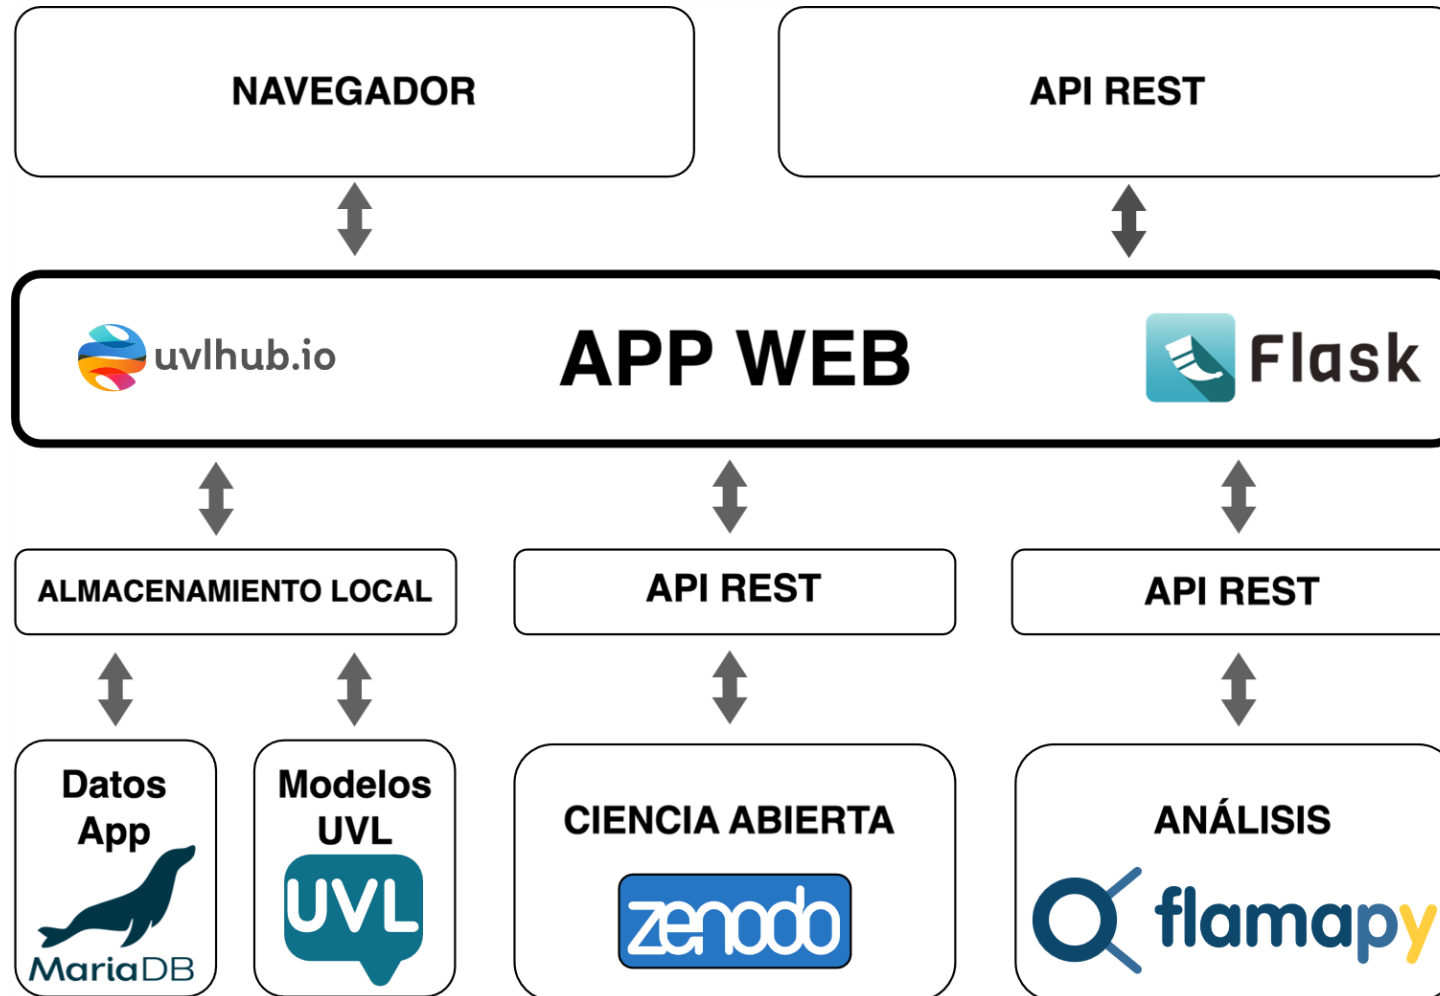 NAVEGADOR
API REST
uvlhub.io
APP WEB
Flask
ALMACENAMIENTO LOCAL
API REST
API REST
Datos
App
MariaDB
Modelos
UVL
UVL
CIENCIA ABIERTA
zenodo
ANÁLISIS
flamapy